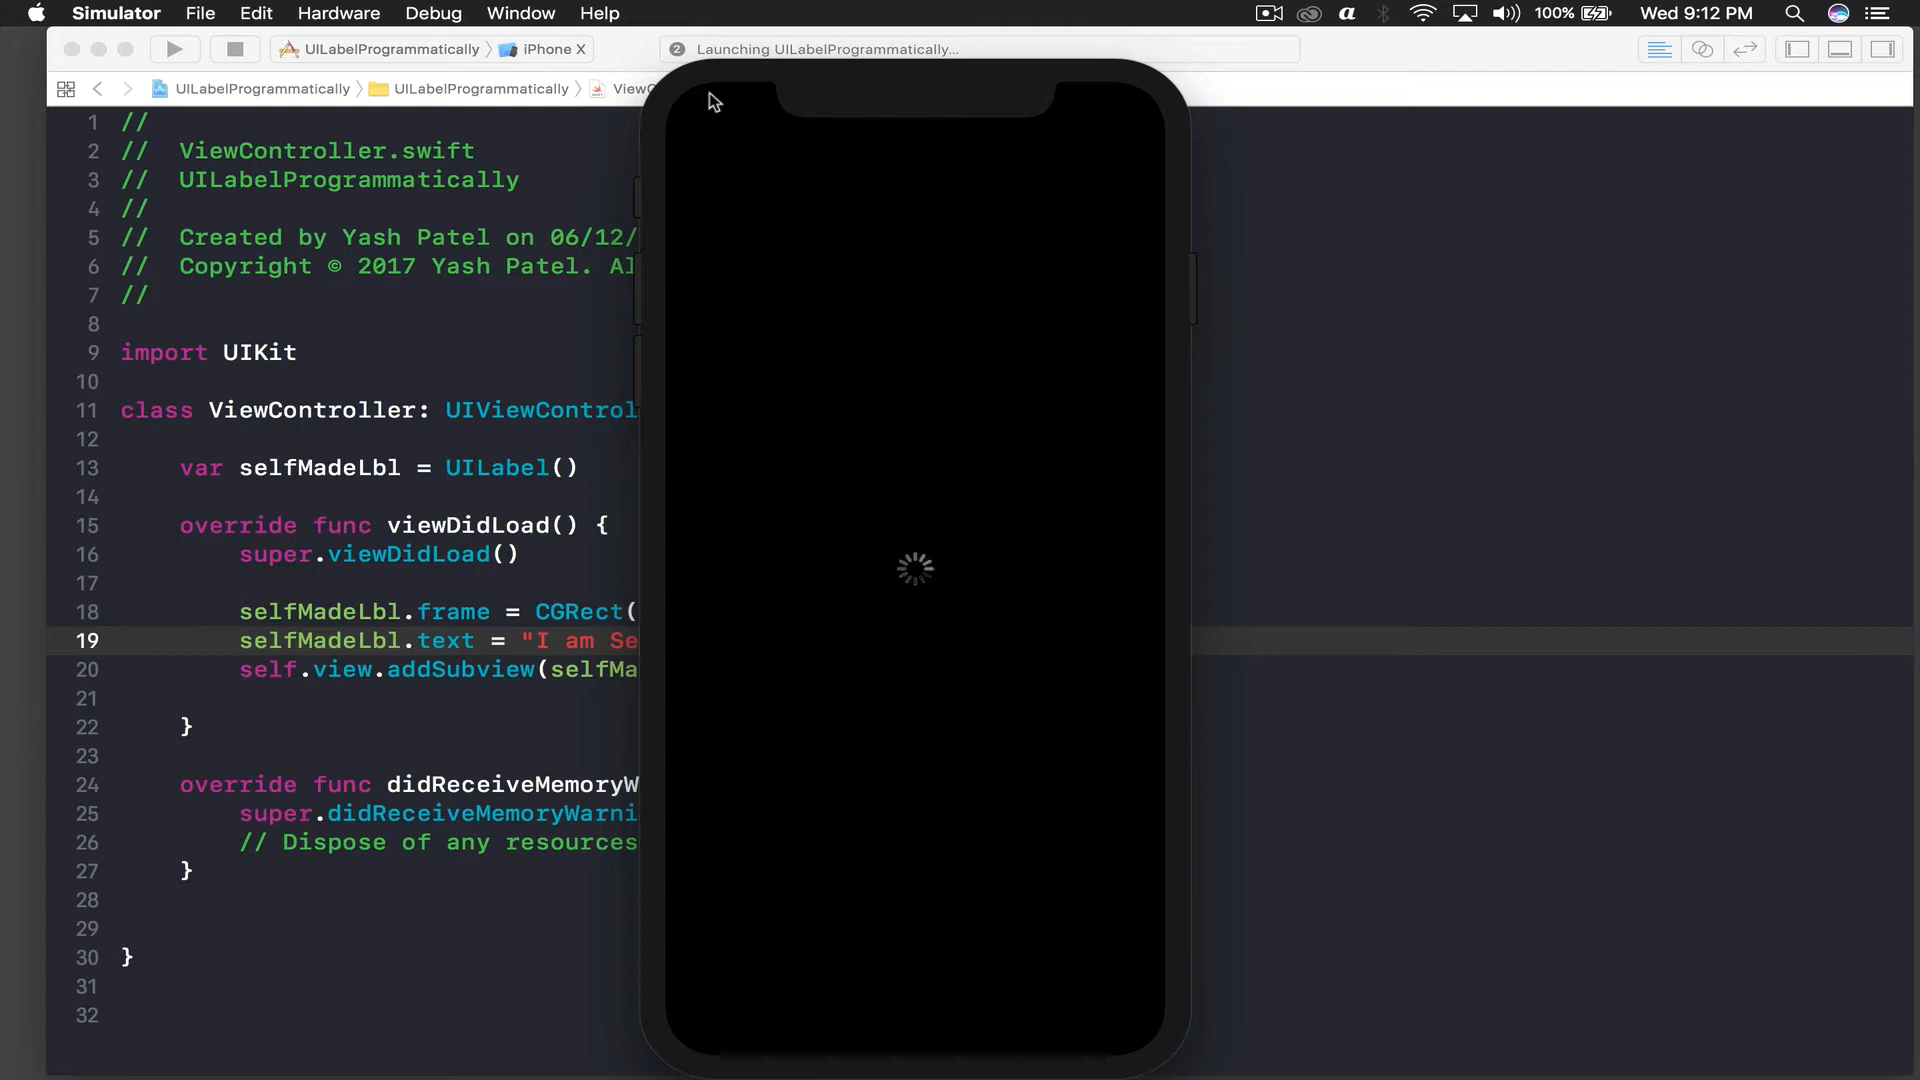 Simulator File Edit Hardware Debug Window Help a 100% Wed 9:12 PM
UILabelProgrammatically iPhone X 2 Launching UILabelProgrammatically...
UILabelProgrammatically UILabelProgrammatically ViewC
1 //
2 // ViewController.swift
3 // UILabelProgrammatically
4 //
5 // Created by Yash Patel on 06/12/
6 // Copyright © 2017 Yash Patel. Al
7 //
8
9 import UIKit
10
11 class ViewController: UIViewControl
12
13 var selfMadeLbl = UILabel()
14
15 override func viewDidLoad() {
16 super.viewDidLoad()
17
18 selfMadeLbl.frame = CGRect(
19 selfMadeLbl.text = "I am Se
20 self.view.addSubview(selfMa
21
22 }
23
24 override func didReceiveMemoryW
25 super.didReceiveMemoryWarni
26 // Dispose of any resources
27 }
28
29
30 }
31
32